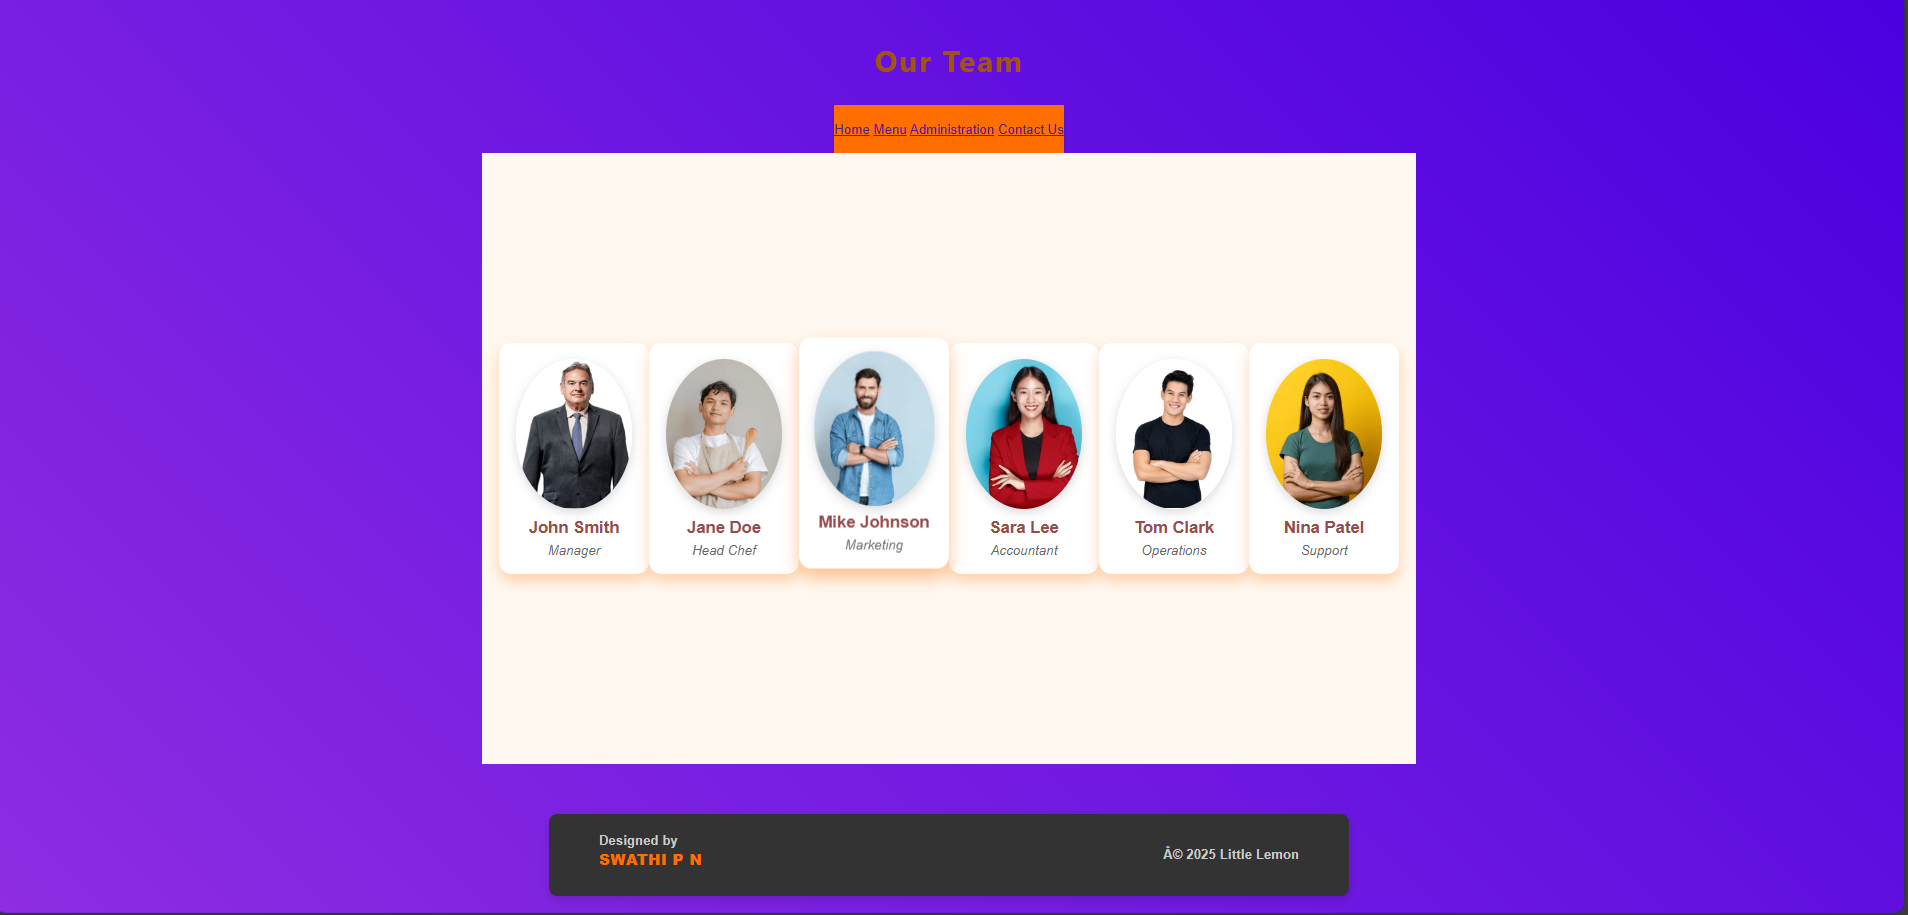 Our Team
Home Menu Administration Contact Us
John Smith
Manager
Jane Doe
Head Chef
Mike Johnson
Marketing
Sara Lee
Accountant
Tom Clark
Operations
Nina Patel
Support
Designed by
SWATHI P N
Â© 2025 Little Lemon